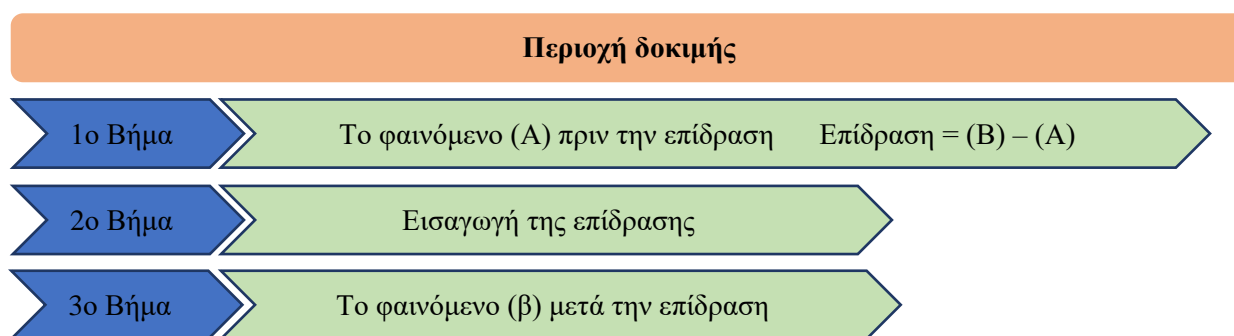 Περιοχή δοκιμής
1ο Βήμα
Το φαινόμενο (Α) πριν την επίδραση Επίδραση = (Β) – (Α)
2ο Βήμα
Εισαγωγή της επίδρασης
3ο Βήμα
Το φαινόμενο (β) μετά την επίδραση